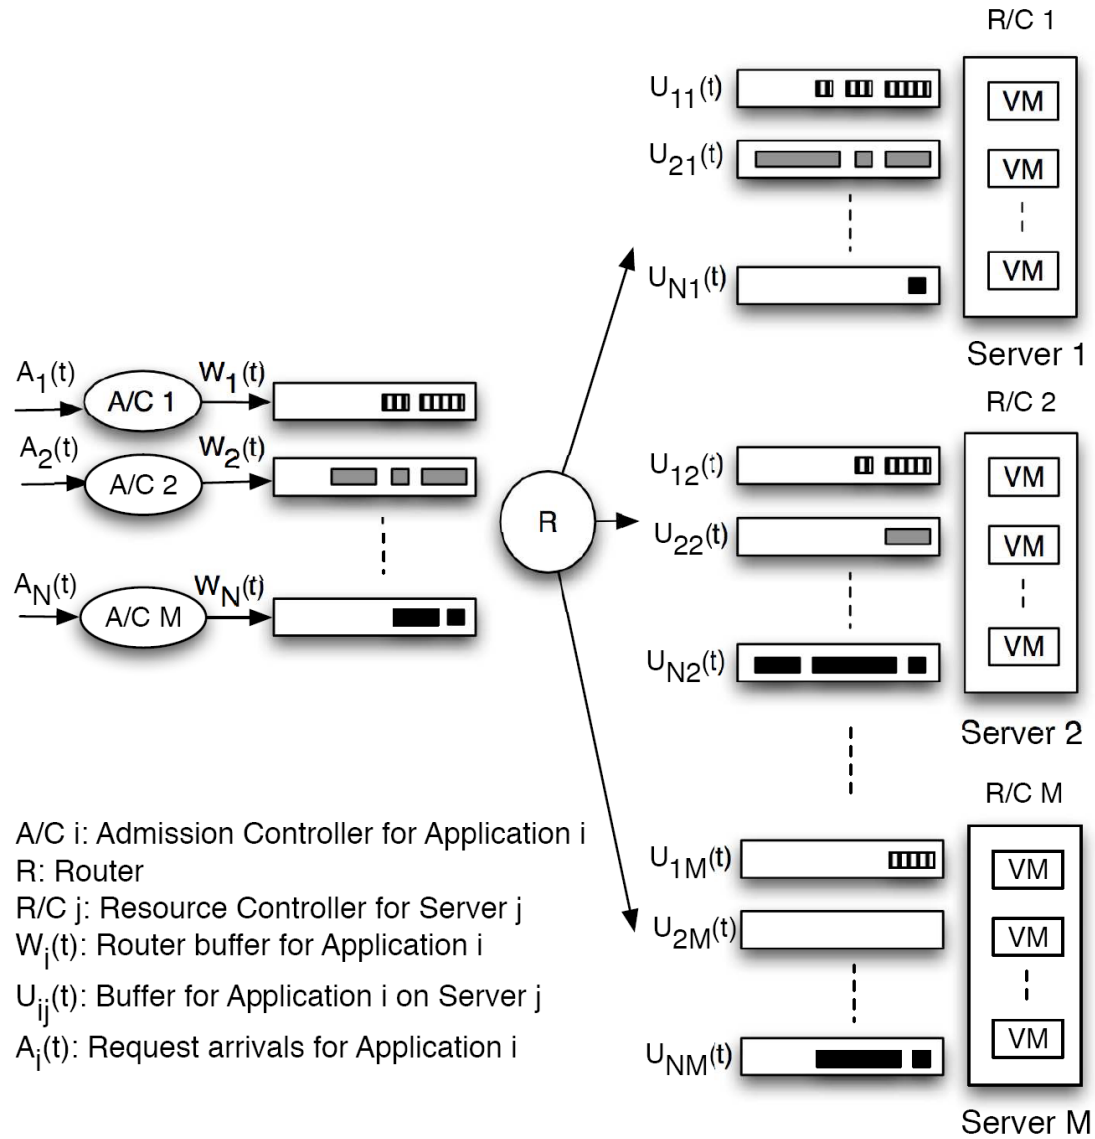 R/C 1
U11(t)
VM
U21(t)
VM
UN1(t)
VM
Server 1
A1(t)
A/C 1
W1(t)
A2(t)
A/C 2
W2(t)
AN(t)
A/C M
WN(t)
R
R/C 2
U12(t)
VM
U22(t)
VM
UN2(t)
VM
Server 2
R/C M
U1M(t)
VM
U2M(t)
VM
UNM(t)
VM
Server M
A/C i: Admission Controller for Application i
R: Router
R/C j: Resource Controller for Server j
Wi(t): Router buffer for Application i
Uij(t): Buffer for Application i on Server j
Ai(t): Request arrivals for Application i